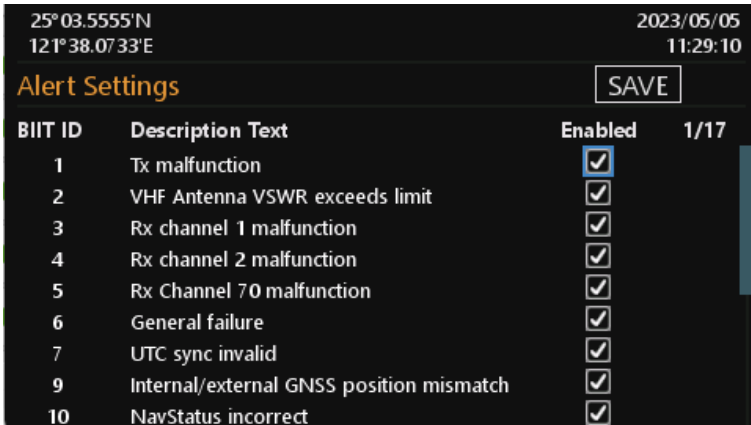 25°03.5555'N 2023/05/05
121°38.0733'E 11:29:10
Alert Settings SAVE
BIIT ID Description Text Enabled 1/17
1 Tx malfunction
2 VHF Antenna VSWR exceeds limit
3 Rx channel 1 malfunction
4 Rx channel 2 malfunction
5 Rx Channel 70 malfunction
6 General failure
7 UTC sync invalid
9 Internal/external GNSS position mismatch
10 NavStatus incorrect